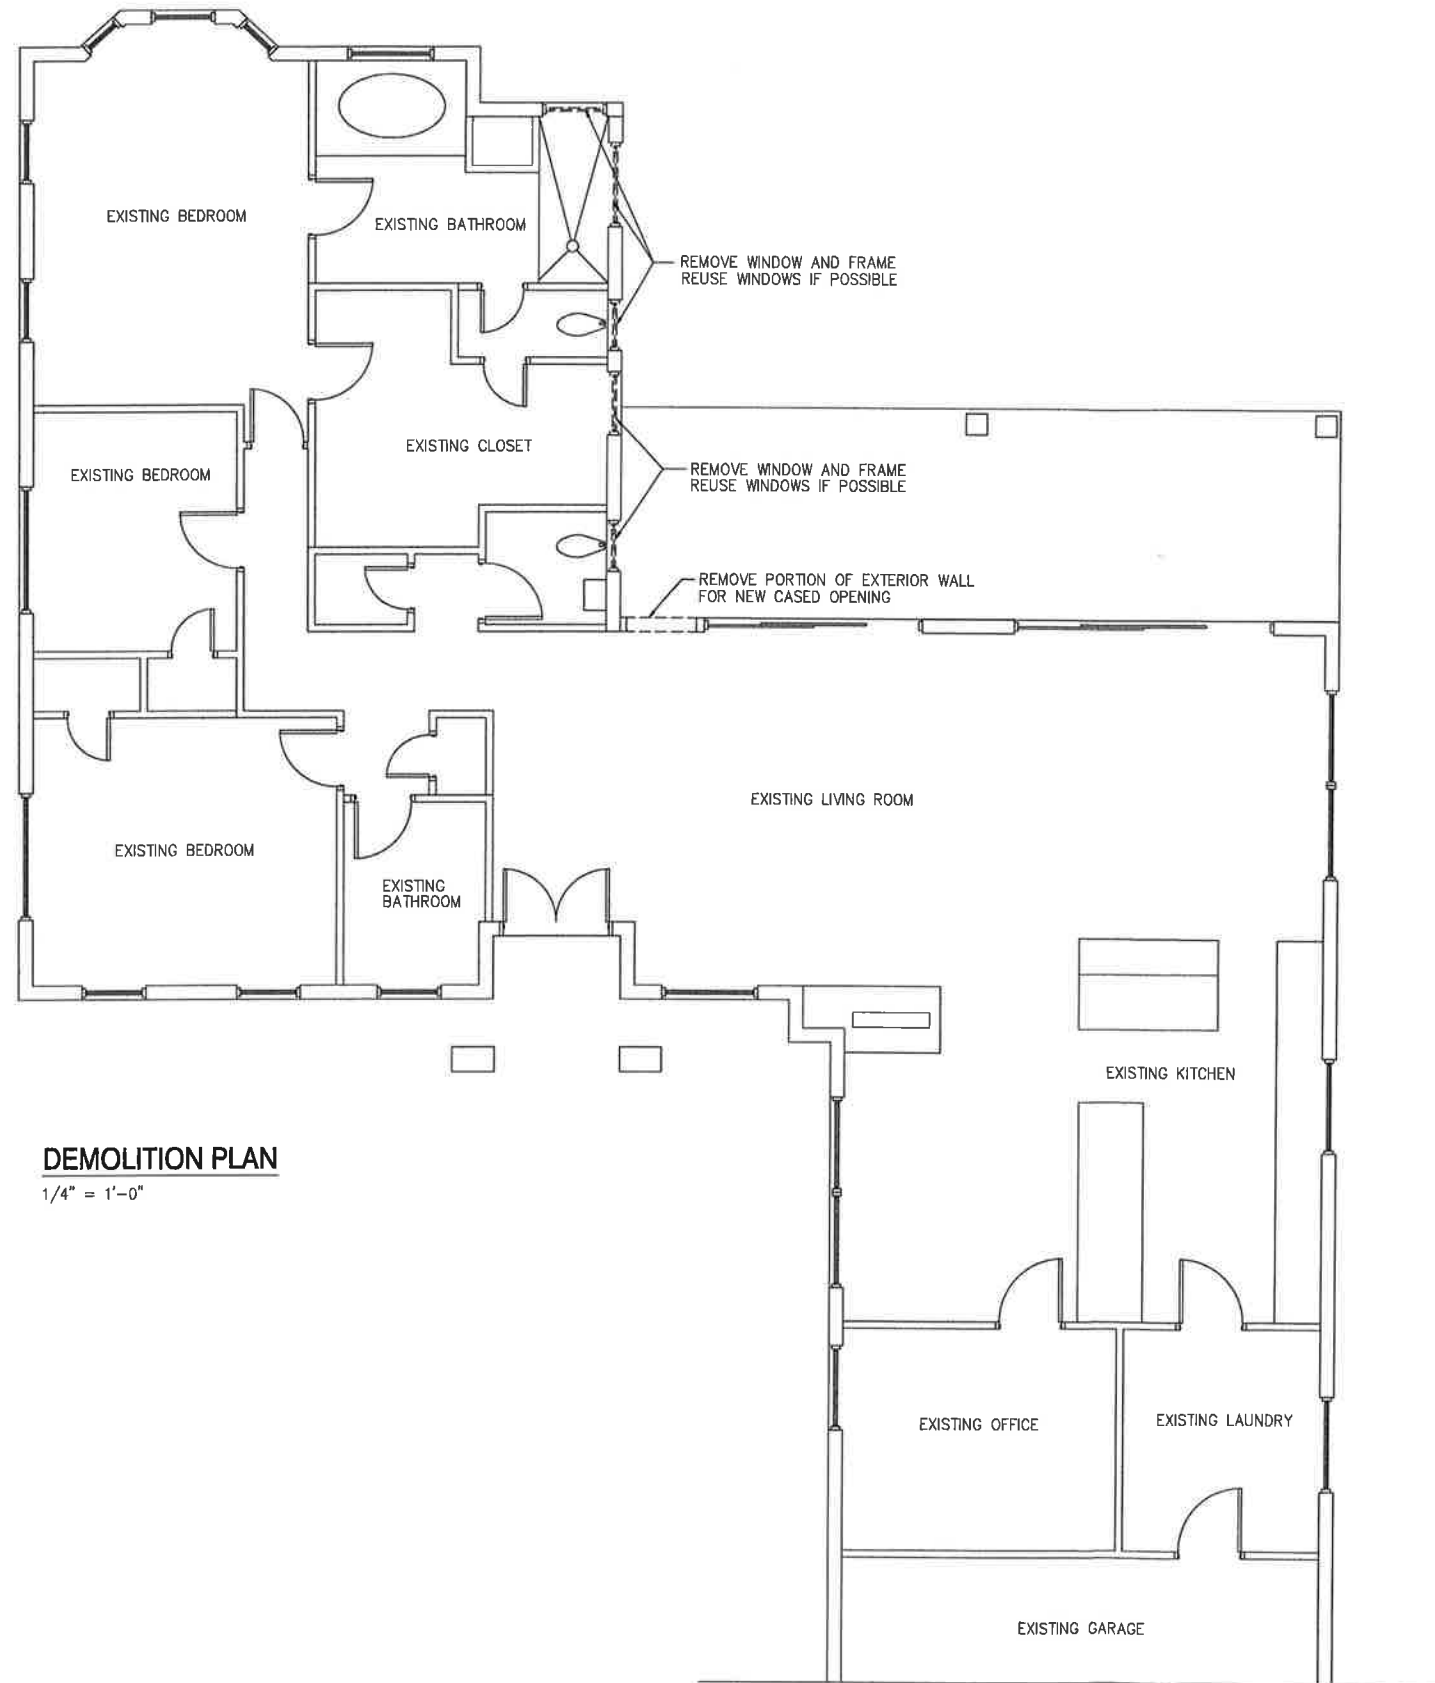 EXISTING BEDROOM
EXISTING BATHROOM
REMOVE WINDOW AND FRAME
REUSE WINDOWS IF POSSIBLE
EXISTING CLOSET
EXISTING BEDROOM
REMOVE WINDOW AND FRAME
REUSE WINDOWS IF POSSIBLE
REMOVE PORTION OF EXTERIOR WALL
FOR NEW CASED OPENING
EXISTING LIVING ROOM
EXISTING BEDROOM
EXISTING
BATHROOM
EXISTING KITCHEN
DEMOLITION PLAN
1/4" = 1'-0"
EXISTING OFFICE
EXISTING LAUNDRY
EXISTING GARAGE